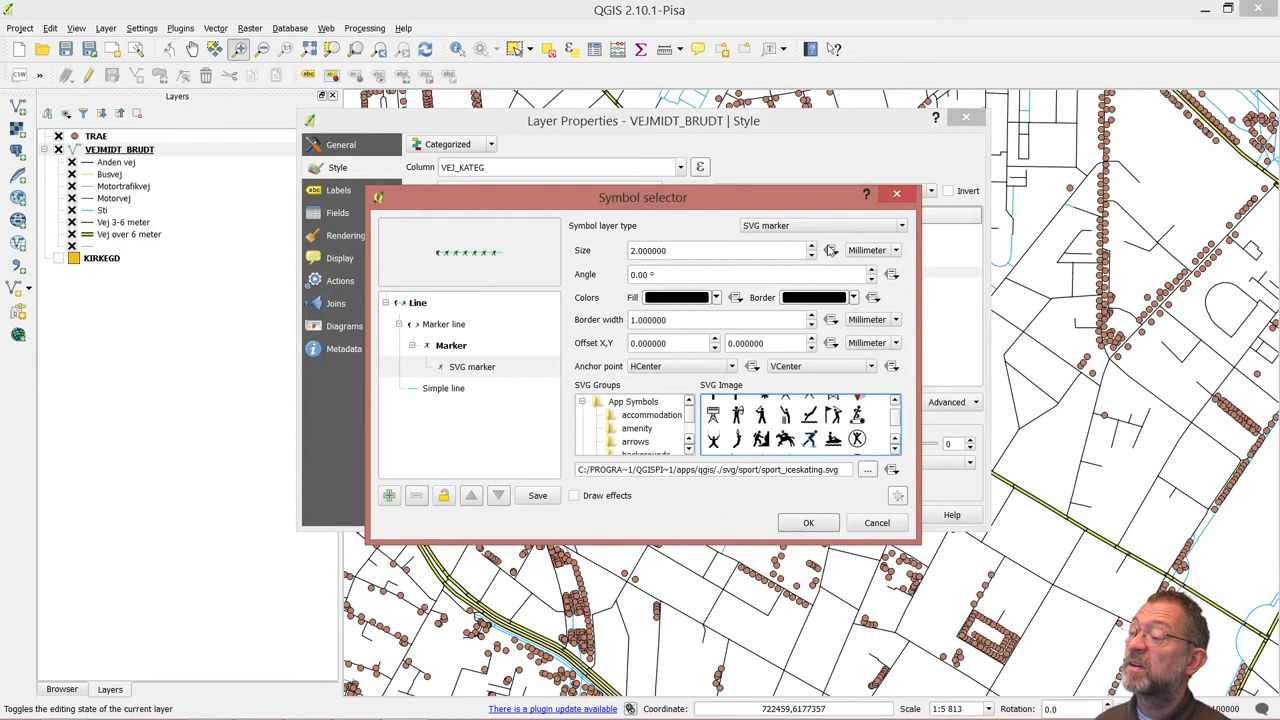 QGIS 2.10.1-Pisa
Project Edit View Layer Settings Plugins Vector Raster Database Web Processing Help
CSW
Layers
TRAE
VEJMIDT_BRUDT
Anden vej
Busvej
Motortrafikvej
Motorvej
Sti
Vej 3-6 meter
Vej over 6 meter
KIRKEGD
Browser
Layers
Layer Properties - VEJMIDT_BRUDT | Style
General
Style
Labels
Fields
Rendering
Display
Actions
Joins
Diagrams
Metadata
Categorized
Column VEJ_KATEG
Invert
Advanced
0
Help
Symbol selector
Symbol layer type SVG marker
Size 2.000000 Millimeter
Angle 0.00 °
Colors Fill Border
Border width 1.000000 Millimeter
Offset X,Y 0.000000 0.000000 Millimeter
Anchor point HCenter VCenter
SVG Groups SVG Image
App Symbols
accommodation
amenity
arrows
C:/PROGRA~1/QGISPI~1/apps/qgis/./svg/sport/sport_iceskating.svg ...
Draw effects
Line
Marker line
Marker
SVG marker
Simple line
Save
OK Cancel
Toggles the editing state of the current layer There is a plugin update available Coordinate: 722459,6177357 Scale 1:5 813 Rotation: 0.0